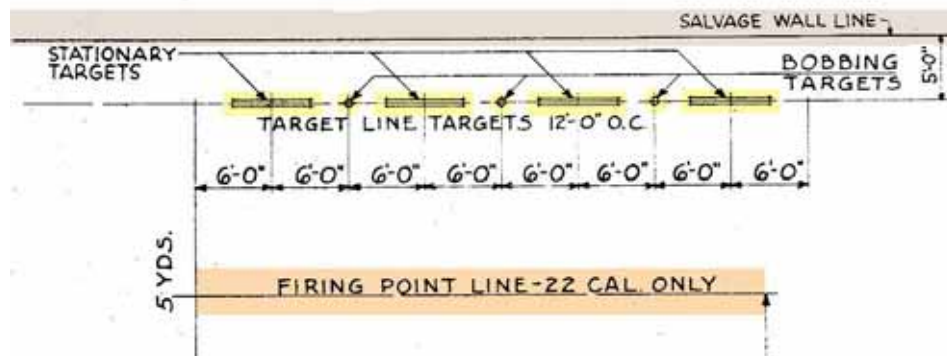 SALVAGE WALL LINE
STATIONARY
TARGETS
BOBBING
TARGETS
5'-0"
TARGET LINE TARGETS 12'-0" O.C.
6'-0" 6'-0" 6'-0" 6'-0" 6'-0" 6'-0" 6'-0" 6'-0"
5 YDS.
FIRING POINT LINE-22 CAL. ONLY